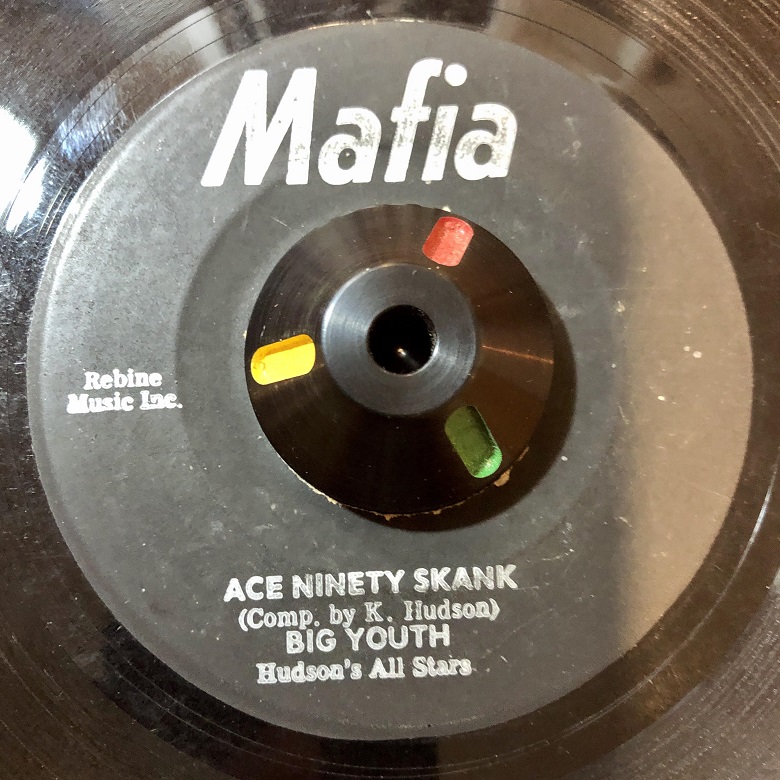 Mafia
Rebine
Music Inc.
ACE NINETY SKANK
(Comp. by K. Hudson)
BIG YOUTH
Hudson's All Stars